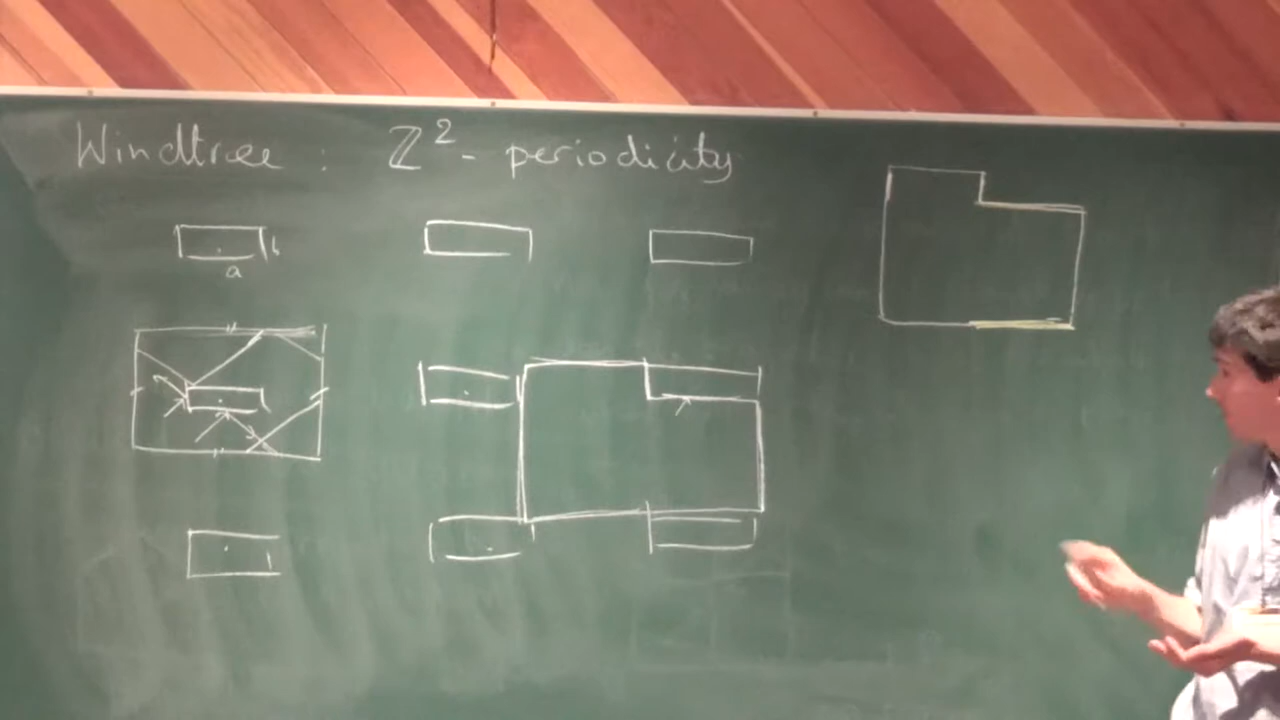 Windtree : ℤ² - periodicity
b
a